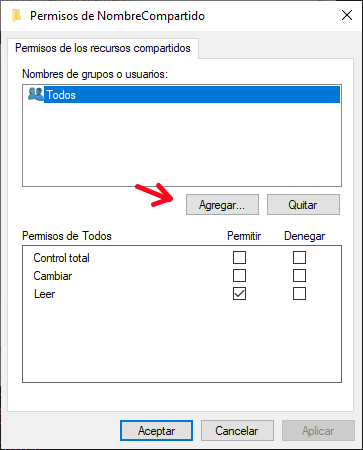 Permisos de NombreCompartido
Permisos de los recursos compartidos
Nombres de grupos o usuarios:
Todos
Agregar...
Quitar
Permisos de Todos Permitir Denegar
Control total
Cambiar
Leer
Aceptar Cancelar Aplicar